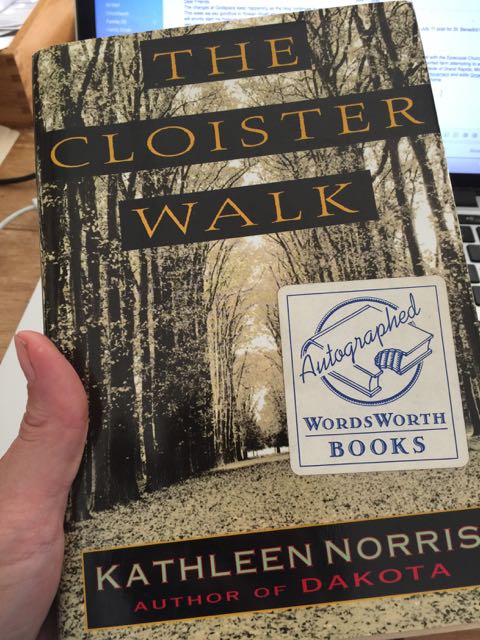 Dear Friends
THE
CLOISTER
WALK
Autographed
WORDSWORTH
BOOKS
KATHLEEN NORRIS
AUTHOR OF DAKOTA